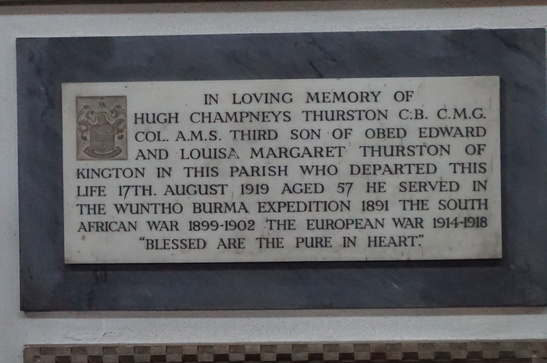 IN LOVING MEMORY OF
HUGH CHAMPNEYS THURSTON C.B. C.M.G.
COL. A.M.S. THIRD SON OF OBED EDWARD
AND LOUISA MARGARET THURSTON OF
KINGTON IN THIS PARISH WHO DEPARTED THIS
LIFE 17TH. AUGUST 1919 AGED 57 HE SERVED IN
THE WUNTHO BURMA EXPEDITION 1891 THE SOUTH
AFRICAN WAR 1899-1902 THE EUROPEAN WAR 1914-1918
"BLESSED ARE THE PURE IN HEART."